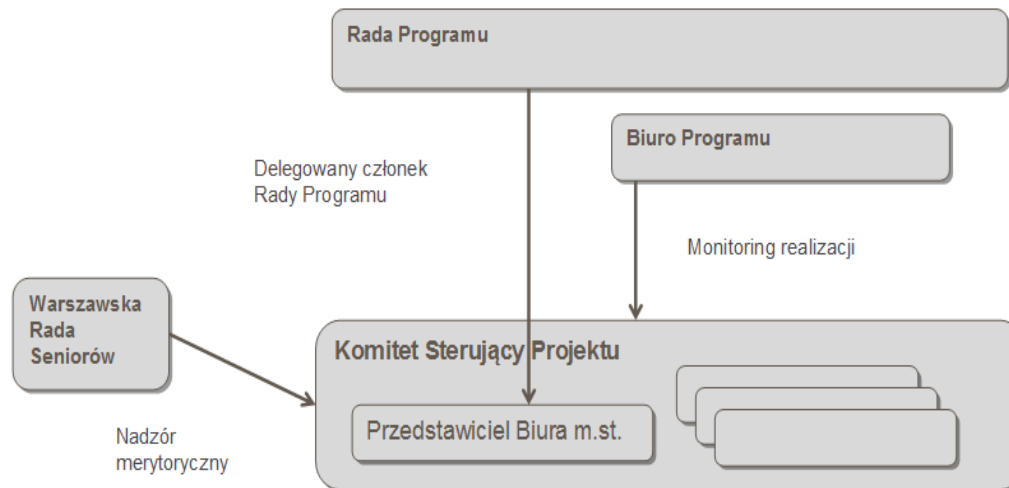 Rada Programu
Biuro Programu
Delegowany członek
Rady Programu
Monitoring realizacji
Warszawska
Rada
Seniorów
Komitet Sterujący Projektu
Przedstawiciel Biura m.st.
Nadzór
merytoryczny